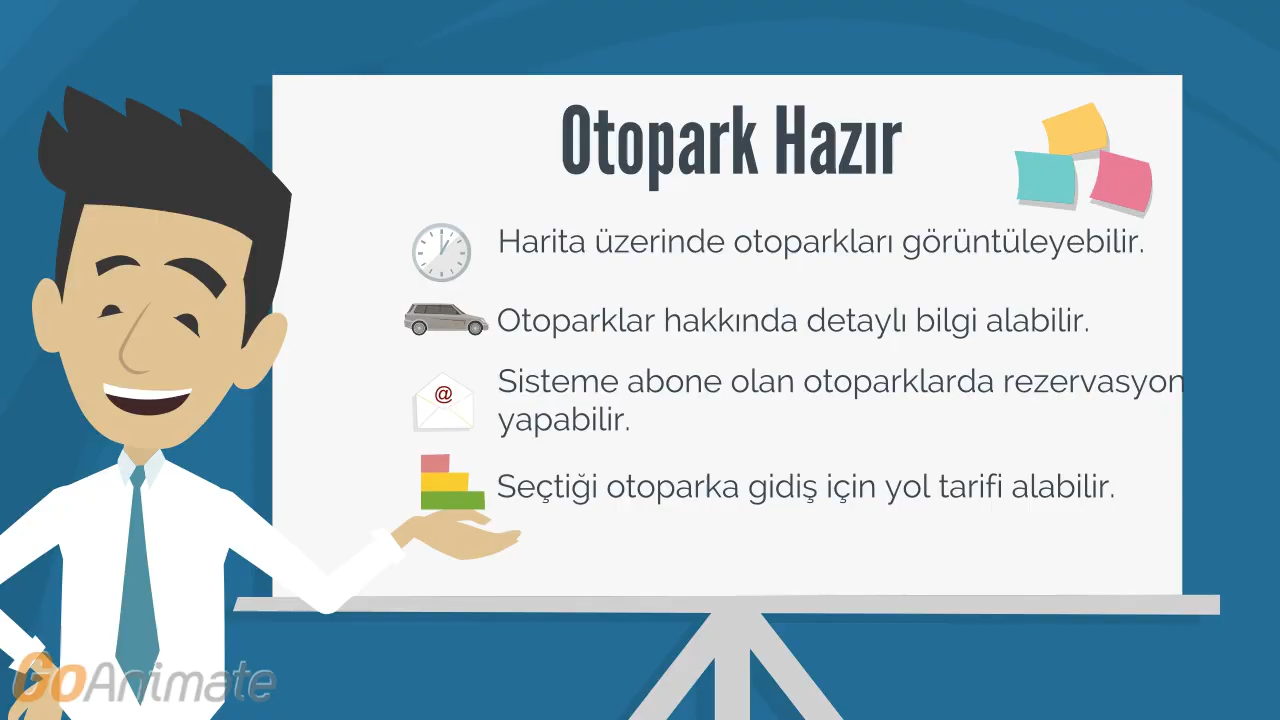 Otopark Hazır
Harita üzerinde otoparkları görüntüleyebilir.
Otoparklar hakkında detaylı bilgi alabilir.
@
Sisteme abone olan otoparklarda rezervasyon
yapabilir.
Seçtiği otoparka gidiş için yol tarifi alabilir.
GoAnimate